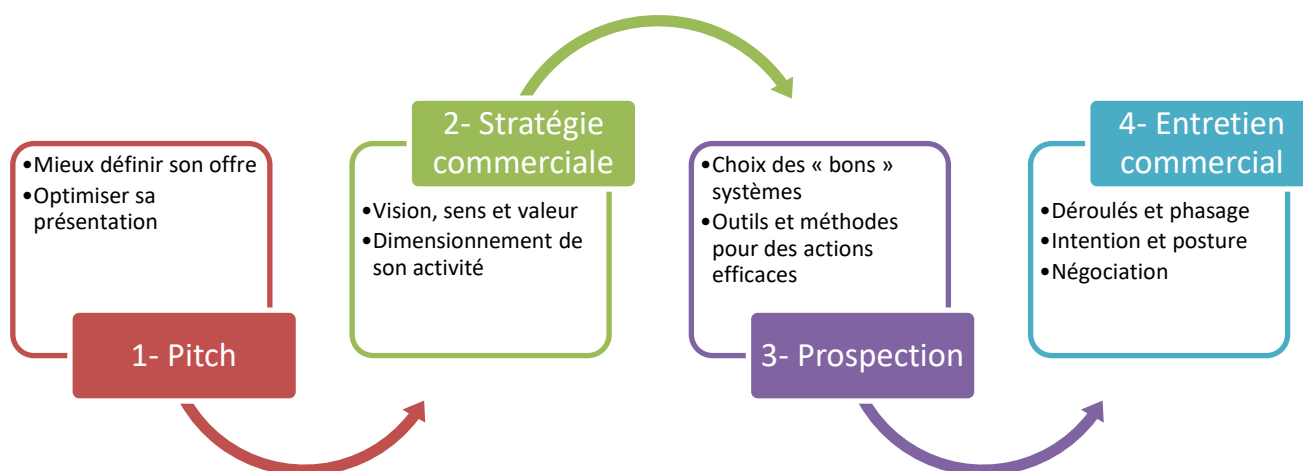 •Mieux définir son offre
•Optimiser sa
présentation
1- Pitch
2- Stratégie
commerciale
•Vision, sens et valeur
•Dimensionnement de
son activité
•Choix des « bons »
systèmes
•Outils et méthodes
pour des actions
efficaces
3- Prospection
4- Entretien
commercial
•Déroulés et phasage
•Intention et posture
•Négociation